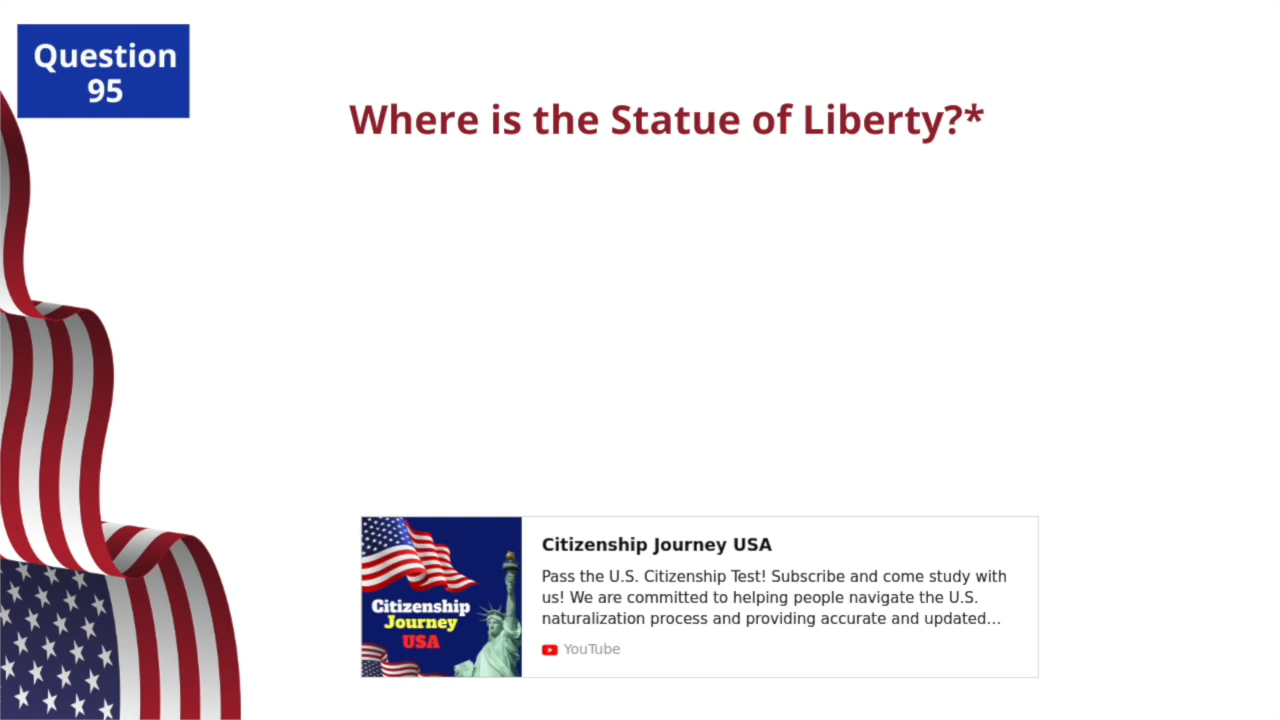 Question
95
Where is the Statue of Liberty?*
Citizenship
Journey
USA
Citizenship Journey USA
Pass the U.S. Citizenship Test! Subscribe and come study with
us! We are committed to helping people navigate the U.S.
naturalization process and providing accurate and updated...
YouTube